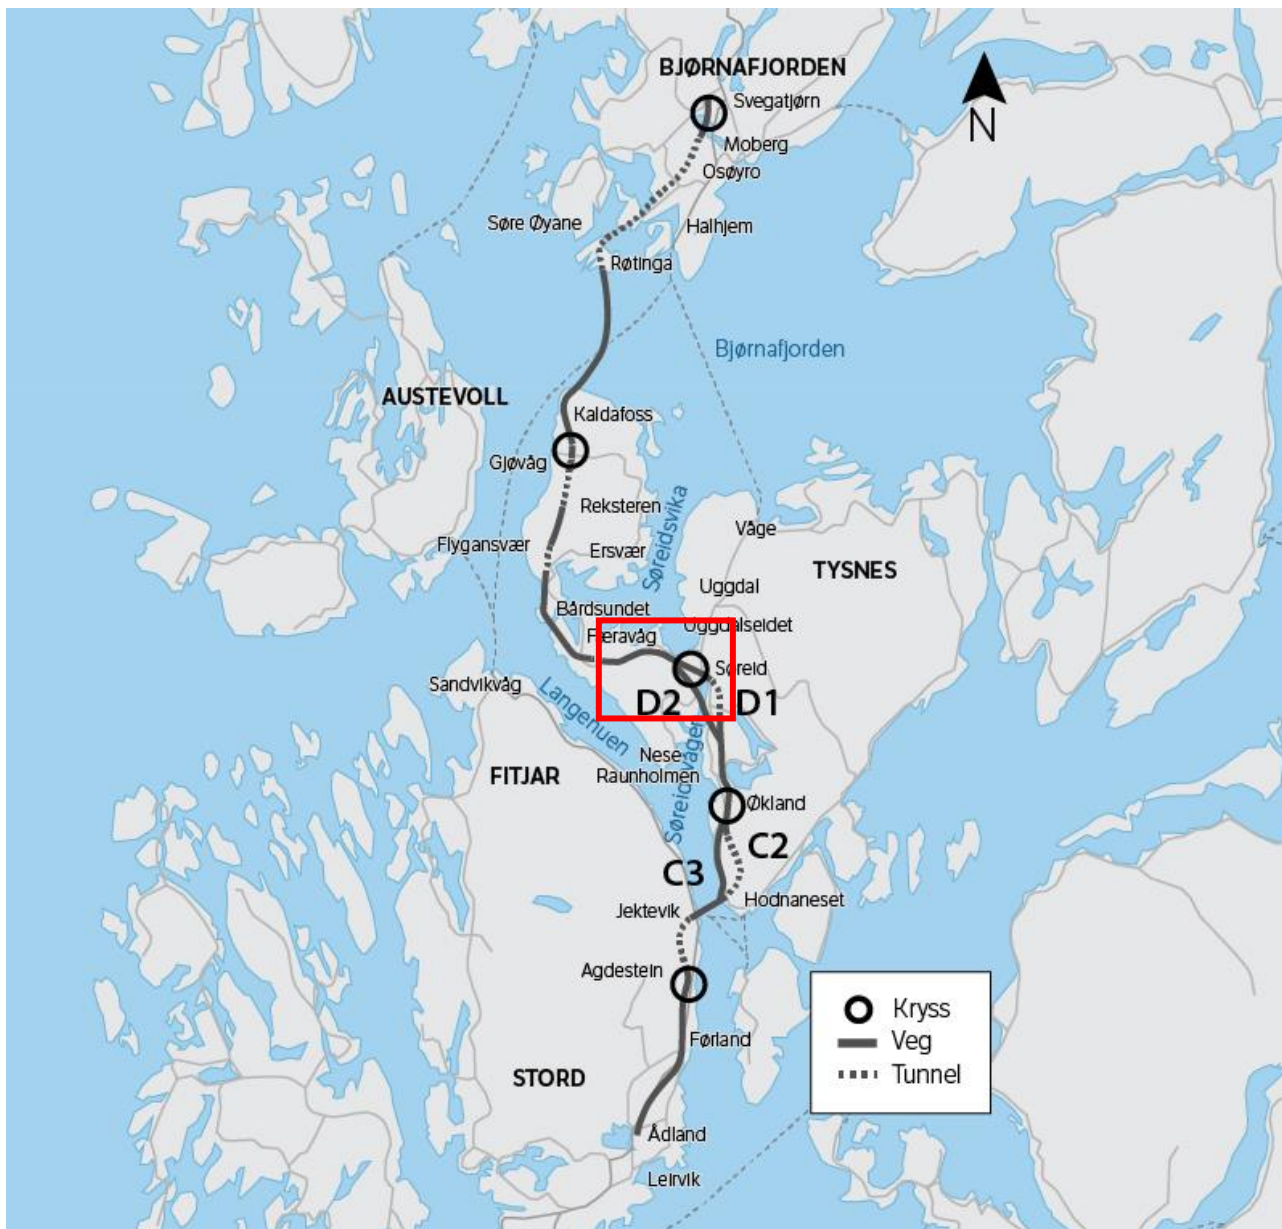 BJØRNAFJORDEN
Svegatjørn
N
Moberg
Osøyro
Søre Øyane
Halhjem
Røtinga
Bjørnafjorden
AUSTEVOLL
Kaldafoss
Gjøvåg
Reksteren
Søreidsvika
Våge
Flygansvær
Ersvær
TYSNES
Uggdal
Bårdsundet
Uggdalseidet
Færavåg
Søreid
Sandvikvåg
Langenuen
D2
D1
Nese
Raunholmen
FITJAR
Søreidsvågen
Økland
C2
C3
Hodnaneset
Jektevik
Agdestein
Kryss
Førland
Veg
Tunnel
STORD
Ådland
Leirvik